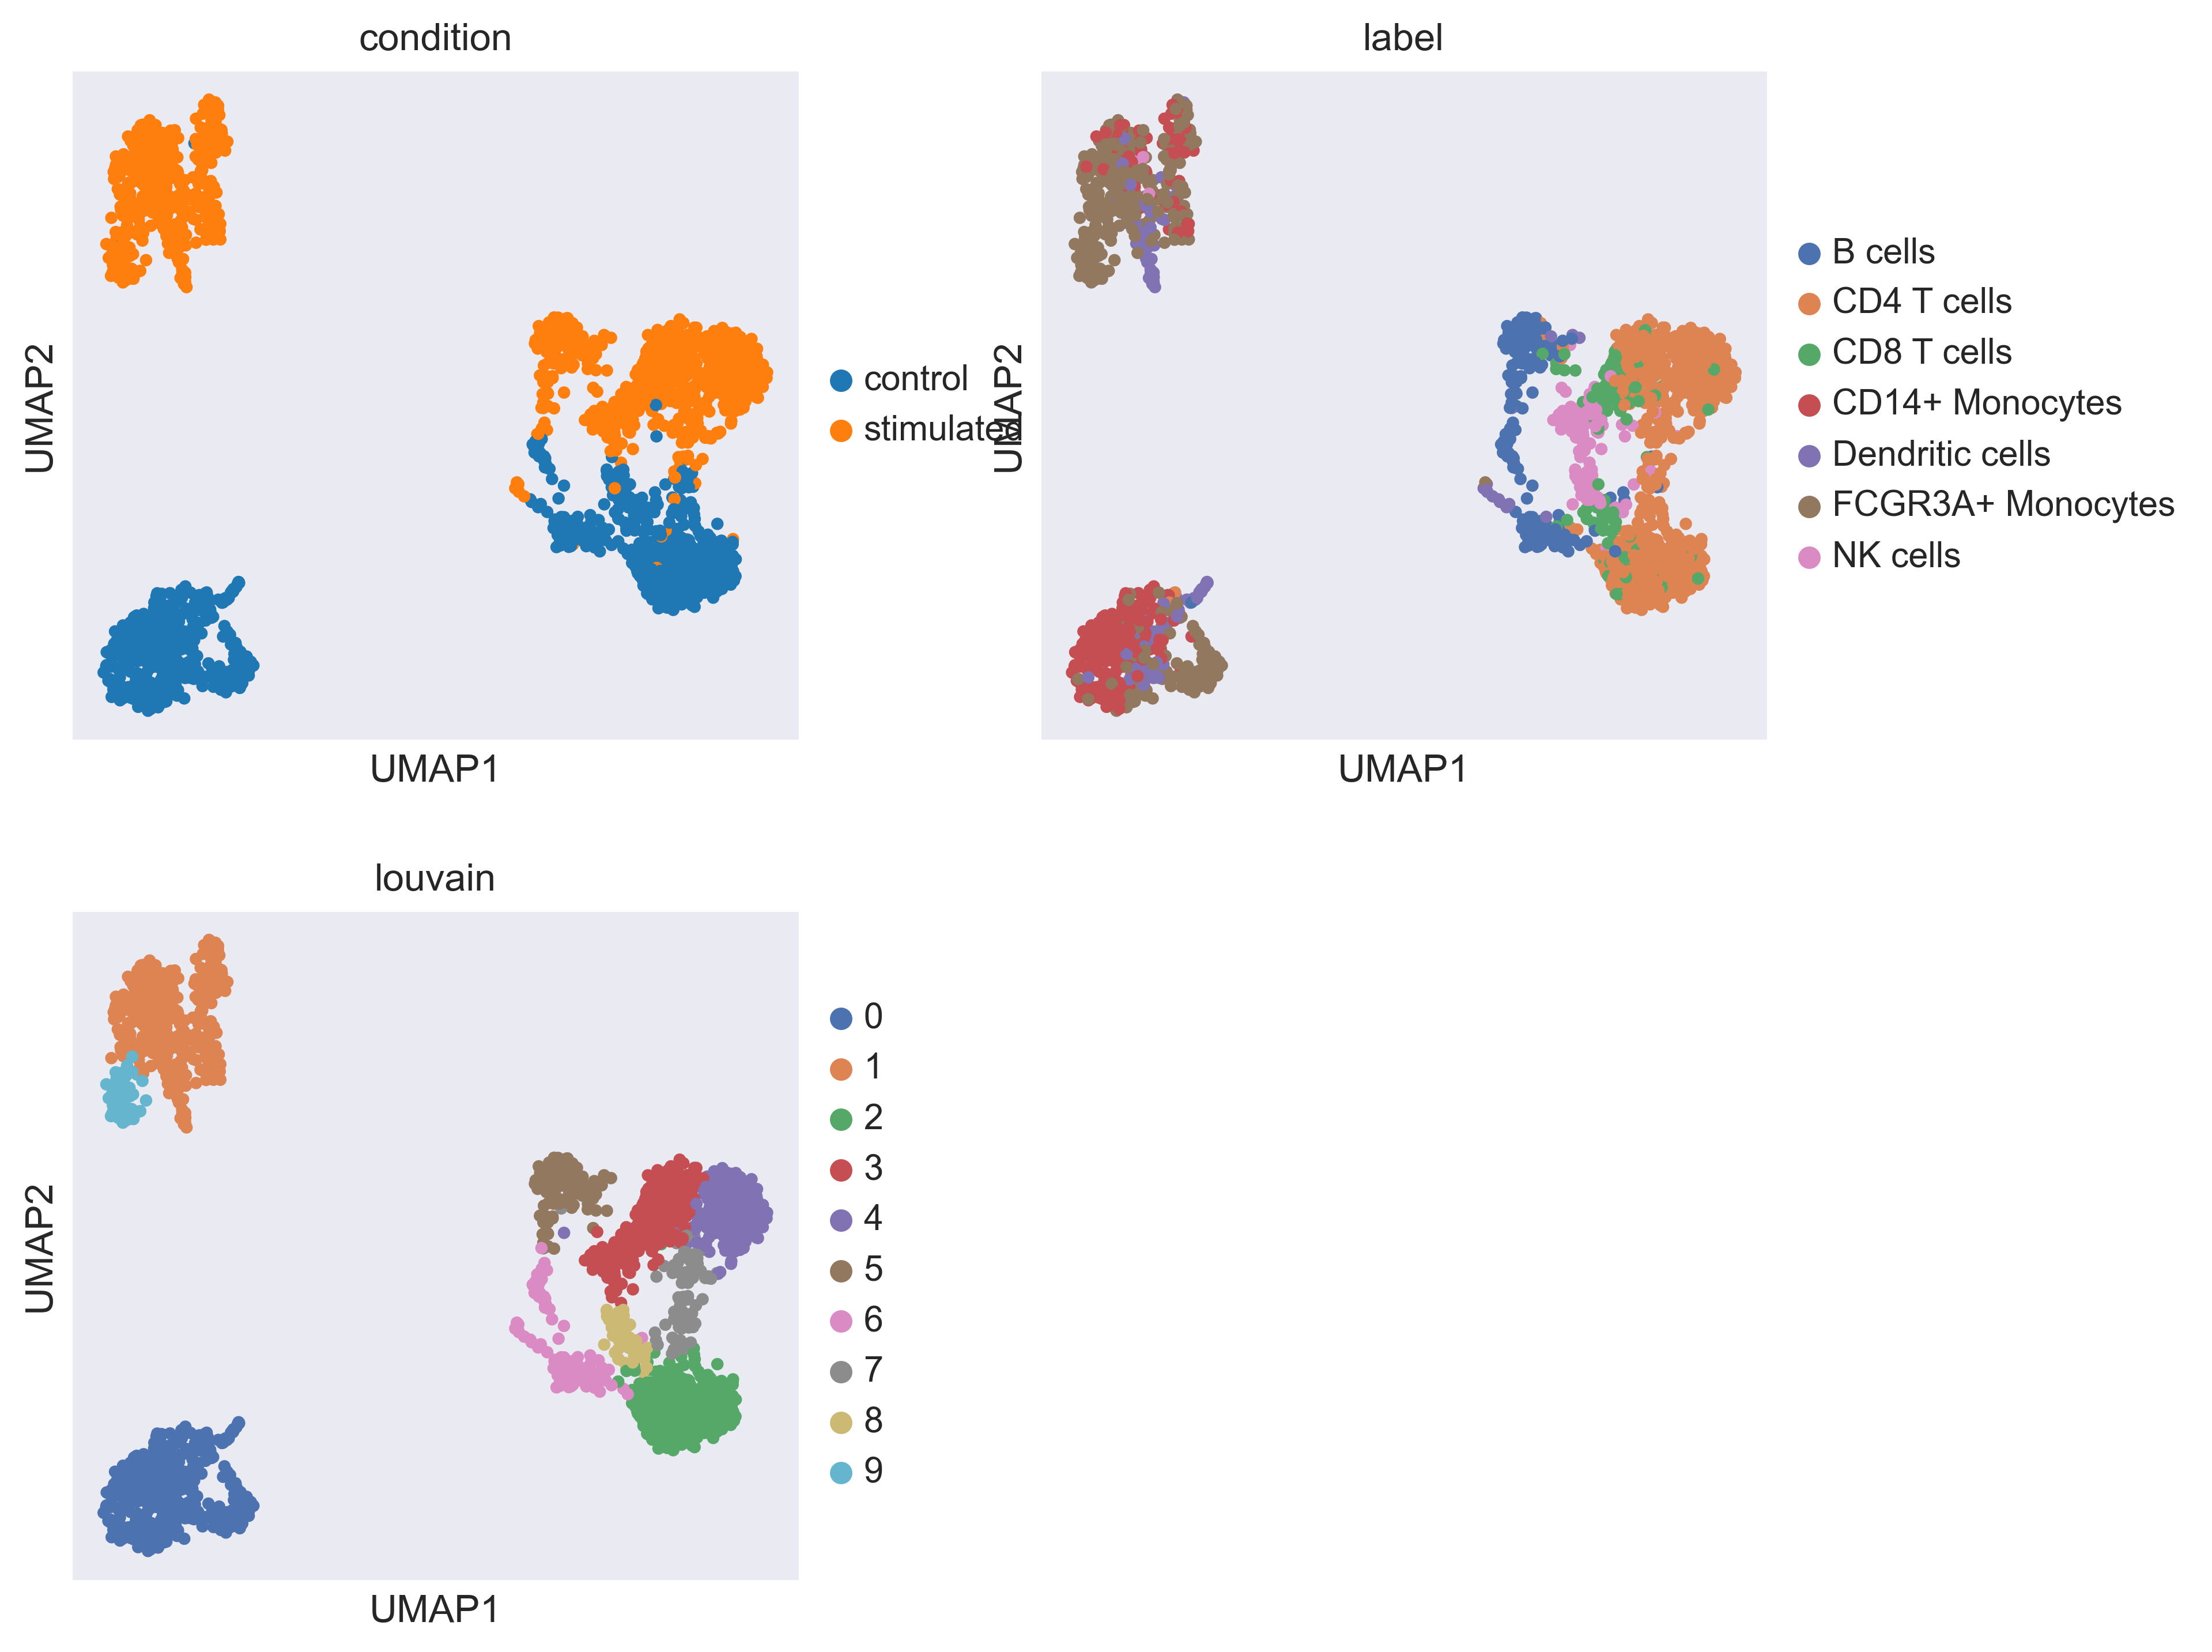 condition
UMAP2
UMAP1
control
stimulated
label
UMAP2
UMAP1
B cells
CD4 T cells
CD8 T cells
CD14+ Monocytes
Dendritic cells
FCGR3A+ Monocytes
NK cells
louvain
UMAP2
UMAP1
0
1
2
3
4
5
6
7
8
9